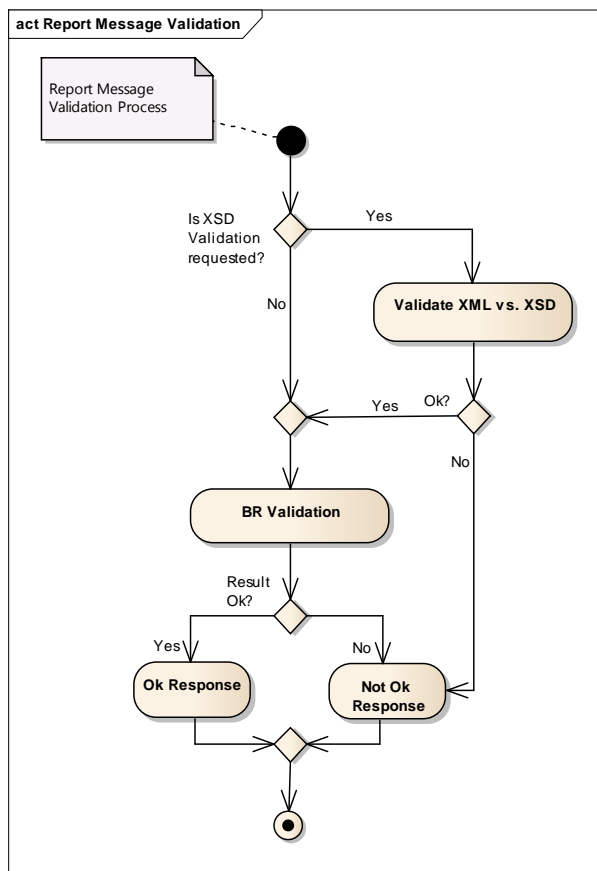 act Report Message Validation
Report Message
Validation Process
Is XSD
Validation
requested?
Yes
No
Validate XML vs. XSD
Ok?
Yes
No
BR Validation
Result
Ok?
Yes
No
Ok Response
Not Ok
Response